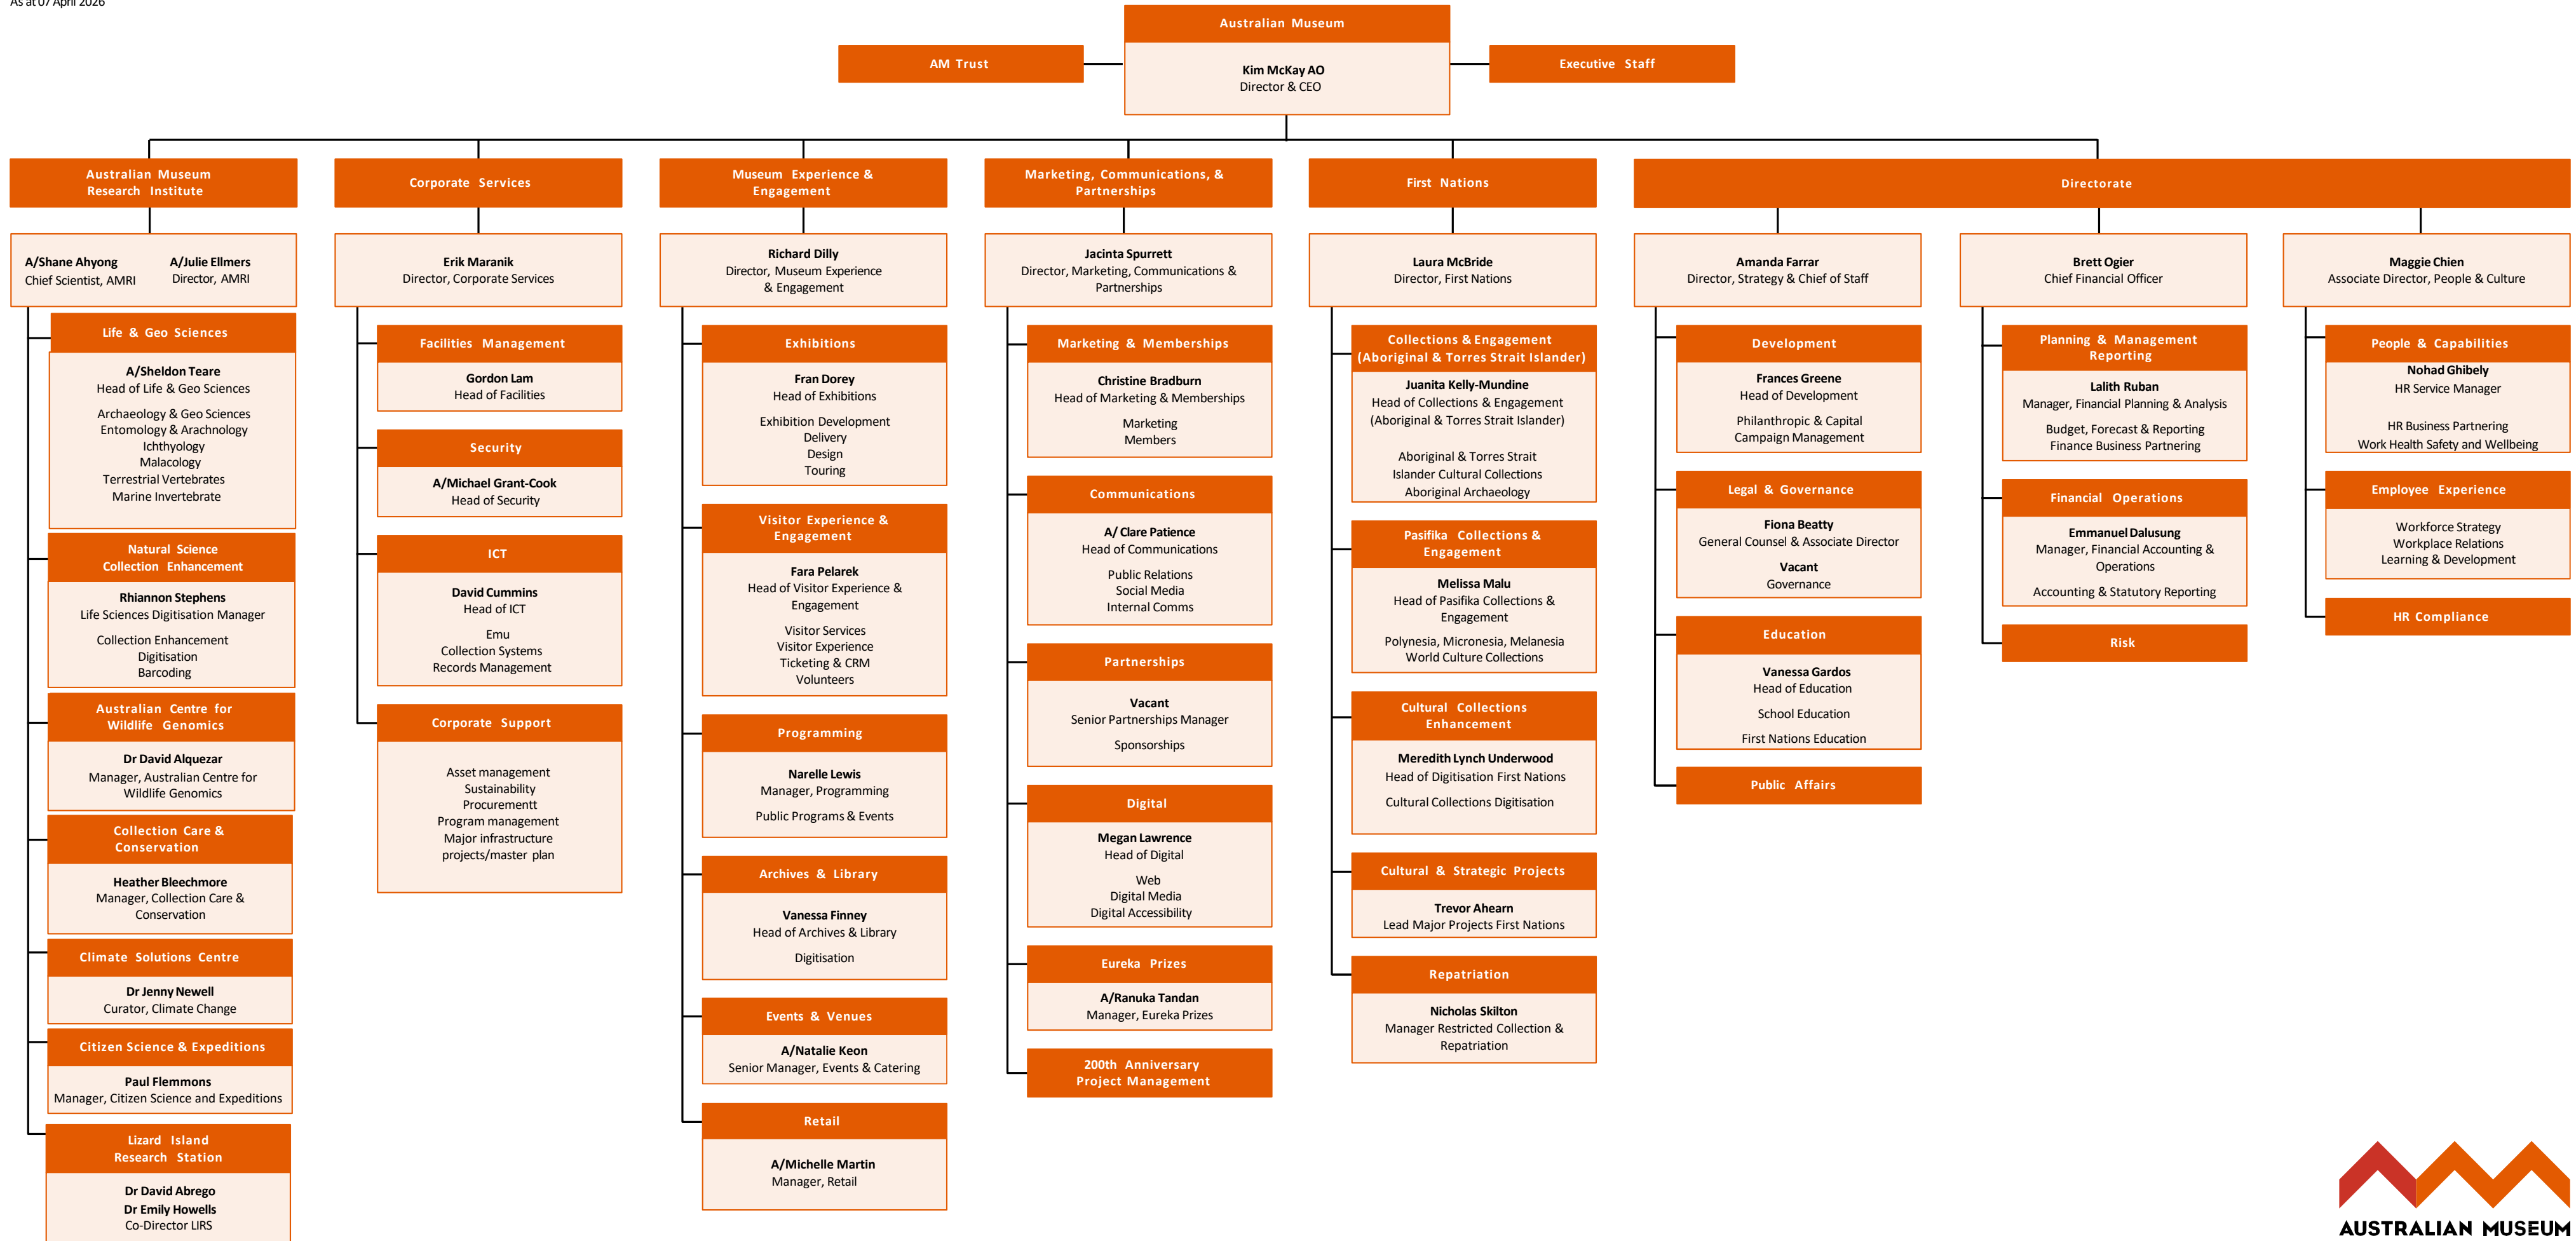 As at 07 April 2026
Australian Museum
Kim McKay AO
Director & CEO
AM Trust
Executive Staff
Australian Museum
Research Institute
A/Shane Ahyong
Chief Scientist, AMRI
A/Julie Ellmers
Director, AMRI
Life & Geo Sciences
A/Sheldon Teare
Head of Life & Geo Sciences
Archaeology & Geo Sciences
Entomology & Arachnology
Ichthyology
Malacology
Terrestrial Vertebrates
Marine Invertebrate
Natural Science
Collection Enhancement
Rhiannon Stephens
Life Sciences Digitisation Manager
Collection Enhancement
Digitisation
Barcoding
Australian Centre for
Wildlife Genomics
Dr David Alquezar
Manager, Australian Centre for
Wildlife Genomics
Collection Care &
Conservation
Heather Bleechmore
Manager, Collection Care &
Conservation
Climate Solutions Centre
Dr Jenny Newell
Curator, Climate Change
Citizen Science & Expeditions
Paul Flemmons
Manager, Citizen Science and Expeditions
Lizard Island
Research Station
Dr David Abrego
Dr Emily Howells
Co-Director LIRS
Corporate Services
Erik Maranik
Director, Corporate Services
Facilities Management
Gordon Lam
Head of Facilities
Security
A/Michael Grant-Cook
Head of Security
ICT
David Cummins
Head of ICT
Emu
Collection Systems
Records Management
Corporate Support
Asset management
Sustainability
Procurementt
Program management
Major infrastructure
projects/master plan
Museum Experience &
Engagement
Richard Dilly
Director, Museum Experience
& Engagement
Exhibitions
Fran Dorey
Head of Exhibitions
Exhibition Development
Delivery
Design
Touring
Visitor Experience &
Engagement
Fara Pelarek
Head of Visitor Experience &
Engagement
Visitor Services
Visitor Experience
Ticketing & CRM
Volunteers
Programming
Narelle Lewis
Manager, Programming
Public Programs & Events
Archives & Library
Vanessa Finney
Head of Archives & Library
Digitisation
Events & Venues
A/Natalie Keon
Senior Manager, Events & Catering
Retail
A/Michelle Martin
Manager, Retail
Marketing, Communications, &
Partnerships
Jacinta Spurrett
Director, Marketing, Communications &
Partnerships
Marketing & Memberships
Christine Bradburn
Head of Marketing & Memberships
Marketing
Members
Communications
A/ Clare Patience
Head of Communications
Public Relations
Social Media
Internal Comms
Partnerships
Vacant
Senior Partnerships Manager
Sponsorships
Digital
Megan Lawrence
Head of Digital
Web
Digital Media
Digital Accessibility
Eureka Prizes
A/Ranuka Tandan
Manager, Eureka Prizes
200th Anniversary
Project Management
First Nations
Laura McBride
Director, First Nations
Collections & Engagement
(Aboriginal & Torres Strait Islander)
Juanita Kelly-Mundine
Head of Collections & Engagement
(Aboriginal & Torres Strait Islander)
Aboriginal & Torres Strait
Islander Cultural Collections
Aboriginal Archaeology
Pasifika Collections &
Engagement
Melissa Malu
Head of Pasifika Collections &
Engagement
Polynesia, Micronesia, Melanesia
World Culture Collections
Cultural Collections
Enhancement
Meredith Lynch Underwood
Head of Digitisation First Nations
Cultural Collections Digitisation
Cultural & Strategic Projects
Trevor Ahearn
Lead Major Projects First Nations
Repatriation
Nicholas Skilton
Manager Restricted Collection &
Repatriation
Directorate
Amanda Farrar
Director, Strategy & Chief of Staff
Development
Frances Greene
Head of Development
Philanthropic & Capital
Campaign Management
Legal & Governance
Fiona Beatty
General Counsel & Associate Director
Vacant
Governance
Education
Vanessa Gardos
Head of Education
School Education
First Nations Education
Public Affairs
Brett Ogier
Chief Financial Officer
Planning & Management
Reporting
Lalith Ruban
Manager, Financial Planning & Analysis
Budget, Forecast & Reporting
Finance Business Partnering
Financial Operations
Emmanuel Dalusung
Manager, Financial Accounting &
Operations
Accounting & Statutory Reporting
Risk
Maggie Chien
Associate Director, People & Culture
People & Capabilities
Nohad Ghibely
HR Service Manager
HR Business Partnering
Work Health Safety and Wellbeing
Employee Experience
Workforce Strategy
Workplace Relations
Learning & Development
HR Compliance
AUSTRALIAN MUSEUM